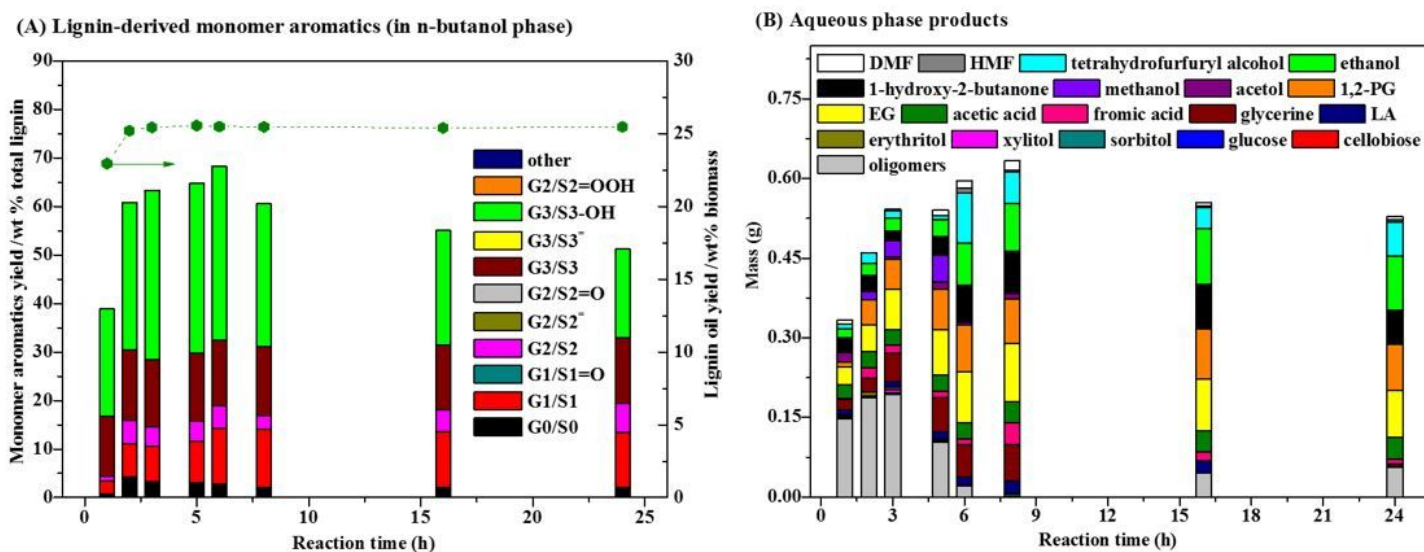 (A) Lignin-derived monomer aromatics (in n-butanol phase)
Monomer aromatics yield /wt % total lignin
90
80
70
60
50
40
30
20
10
0
0
5
10
15
20
25
Reaction time (h)
30
25
20
15
10
5
0
Lignin oil yield /wt% biomass
other
G2/S2=OOH
G3/S3-OH
G3/S3=
G3/S3
G2/S2=O
G2/S2=
G2/S2
G1/S1=O
G1/S1
G0/S0
(B) Aqueous phase products
DMF HMF tetrahydrofurfuryl alcohol ethanol
1-hydroxy-2-butanone methanol acetol 1,2-PG
EG acetic acid fromic acid glycerine LA
erythritol xylitol sorbitol glucose cellobiose
oligomers
Mass (g)
0.75
0.60
0.45
0.30
0.15
0.00
0
3
6
9
12
15
18
21
24
Reaction time (h)